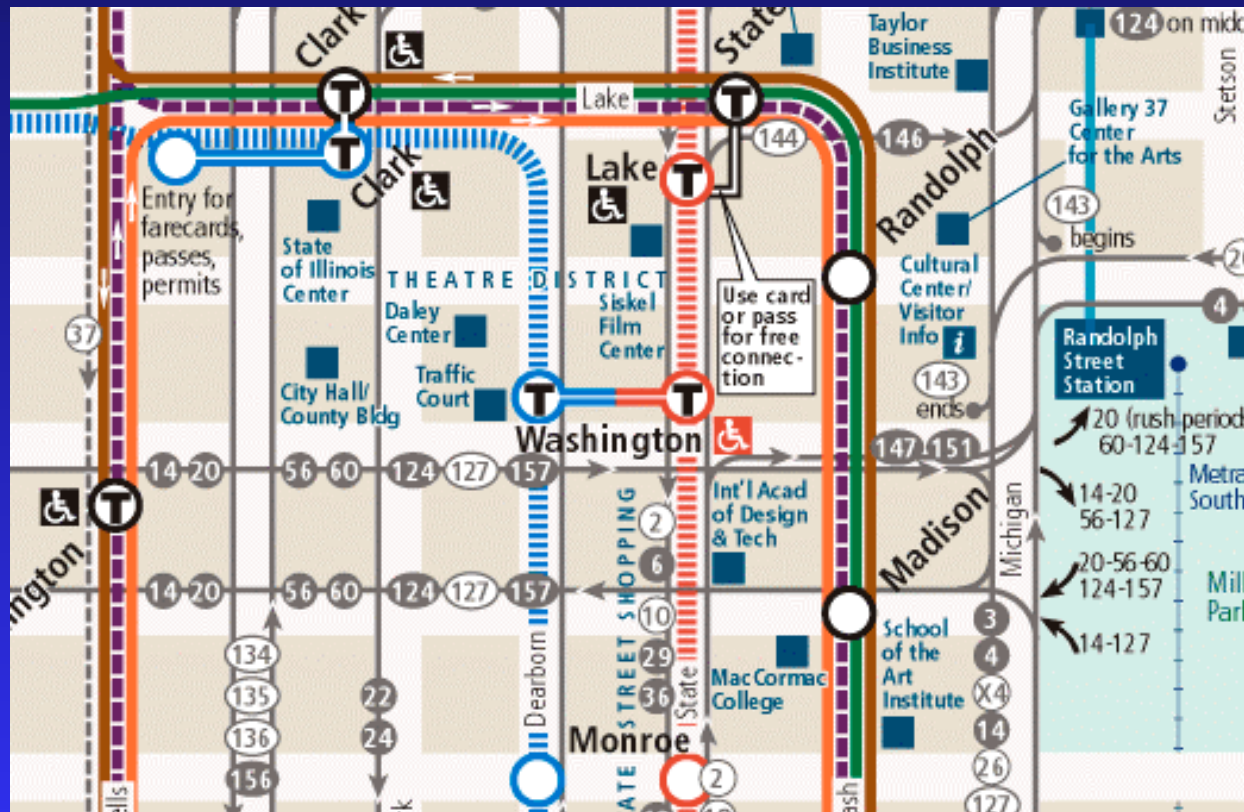 Clark
T
State
Taylor
Business
Institute
124 on
Stetson
Lake
T
T
144
146
Randolph
Gallery 37
Center
for the Arts
Clark
Lake
T
Entry for
farecards,
passes,
permits
State
of Illinois
Center
THEATRE DISTRICT
Siskel
Film
Center
Daley
Center
Use card
or pass
for free
connec-
tion
Cultural
Center/
Visitor
Info i
143
begins
4
37
City Hall/
County Bldg
Traffic
Court
T
T
Washington
143
ends
Randolph
Street
Station
20 (rush period
60-124-157
147 151
14 20 56 60 124 127 157
T
Int'l Acad
of Design
& Tech
Madison
Michigan
14-20
56-127
20-56-60
124-157
14-127
14 20 56 60 124 127 157
STREET SHOPPING
2
6
10
29
36
State
Dearborn
134
135
136
156
22
24
MacCormac
College
School
of the
Art
Institute
3
4
X4
14
26
127
Monroe
2